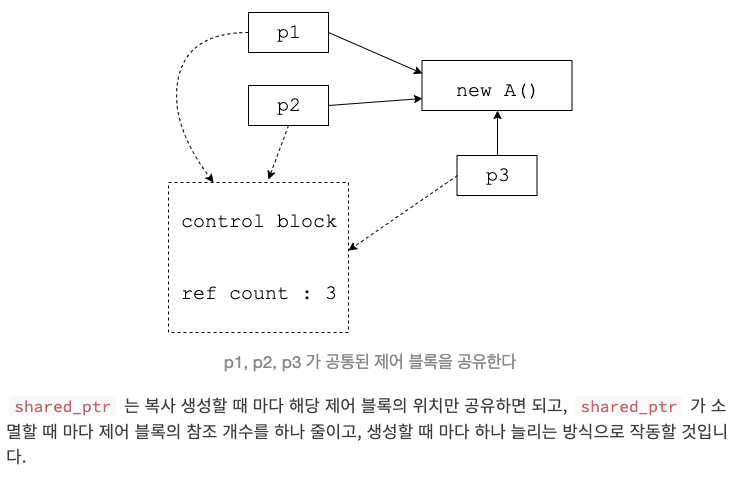 p1
p2
new A()
p3
control block
ref count : 3
p1, p2, p3 가 공통된 제어 블록을 공유한다
shared_ptr 는 복사 생성할 때 마다 해당 제어 블록의 위치만 공유하면 되고, shared_ptr 가 소
멸할 때 마다 제어 블록의 참조 개수를 하나 줄이고, 생성할 때 마다 하나 늘리는 방식으로 작동할 것입니
다.